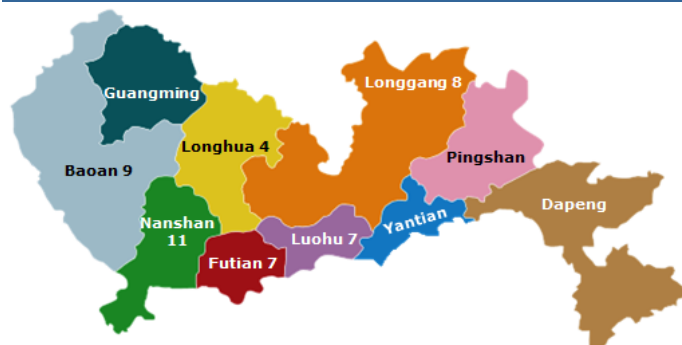 Guangming
Longgang 8
Longhua 4
Pingshan
Baoan 9
Dapeng
Nanshan
11
Yantian
Luohu 7
Futian 7